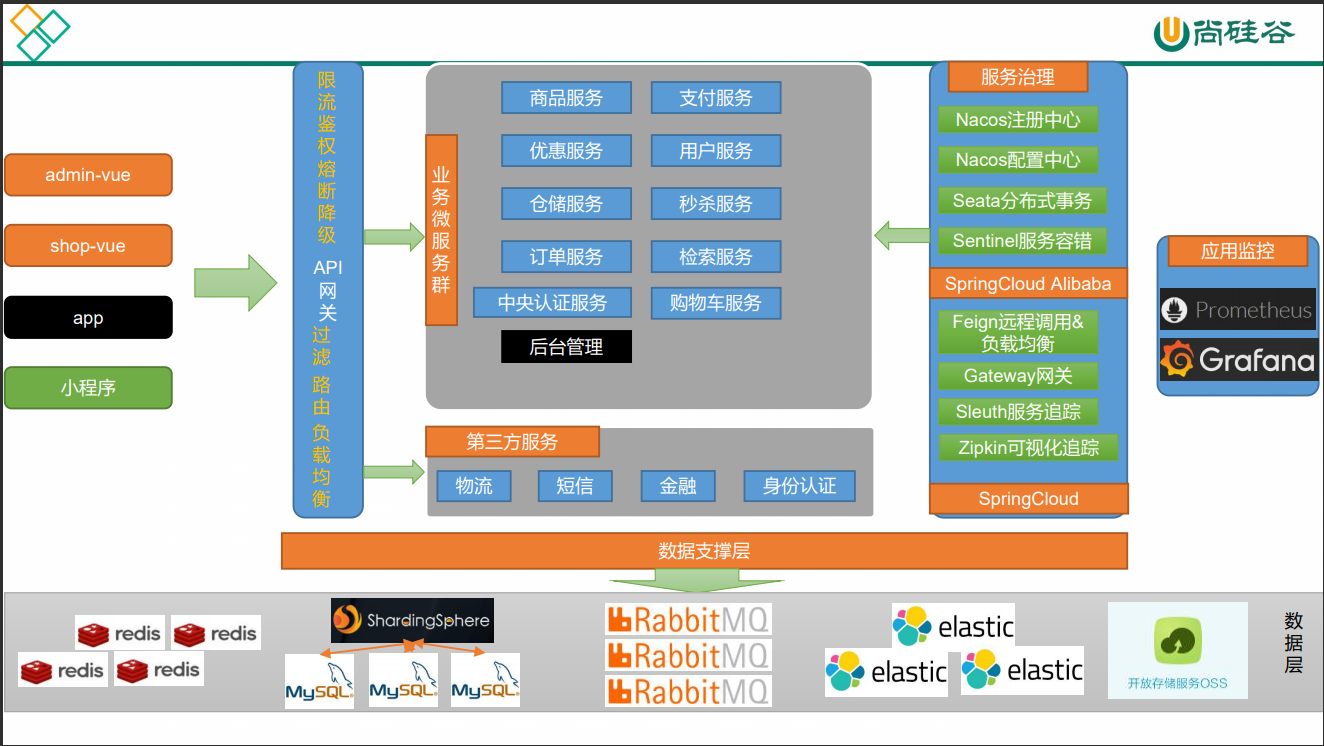 尚硅谷
admin-vue
shop-vue
app
小程序
限流鉴权熔断降级
API
网关
过滤
路由
负载均衡
业务微服务群
商品服务
支付服务
优惠服务
用户服务
仓储服务
秒杀服务
订单服务
检索服务
中央认证服务
购物车服务
后台管理
第三方服务
物流
短信
金融
身份认证
服务治理
Nacos注册中心
Nacos配置中心
Seata分布式事务
Sentinel服务容错
SpringCloud Alibaba
Feign远程调用&
负载均衡
Gateway网关
Sleuth服务追踪
Zipkin可视化追踪
SpringCloud
应用监控
Prometheus
Grafana
数据支撑层
redis
redis
redis
redis
ShardingSphere
MySQL
MySQL
MySQL
RabbitMQ
RabbitMQ
RabbitMQ
elastic
elastic
elastic
开放存储服务OSS
数据层